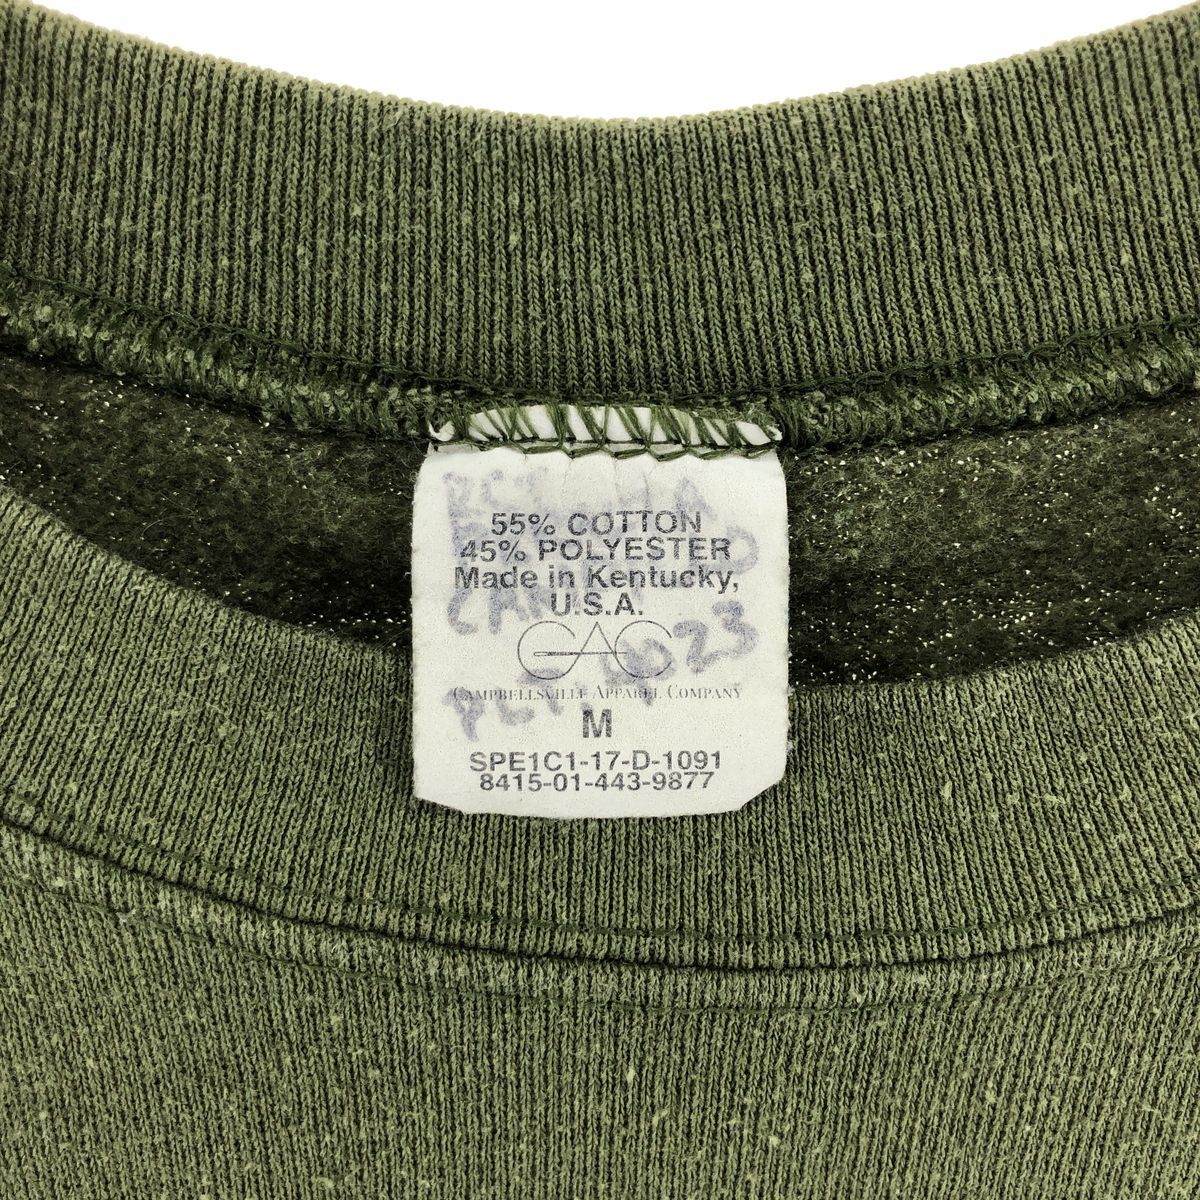 55% COTTON
45% POLYESTER
Made in Kentucky,
U.S.A.
CAC
CAMPBELLSVILLE APPAREL COMPANY
M
SPE1C1-17-D-1091
8415-01-443-9877